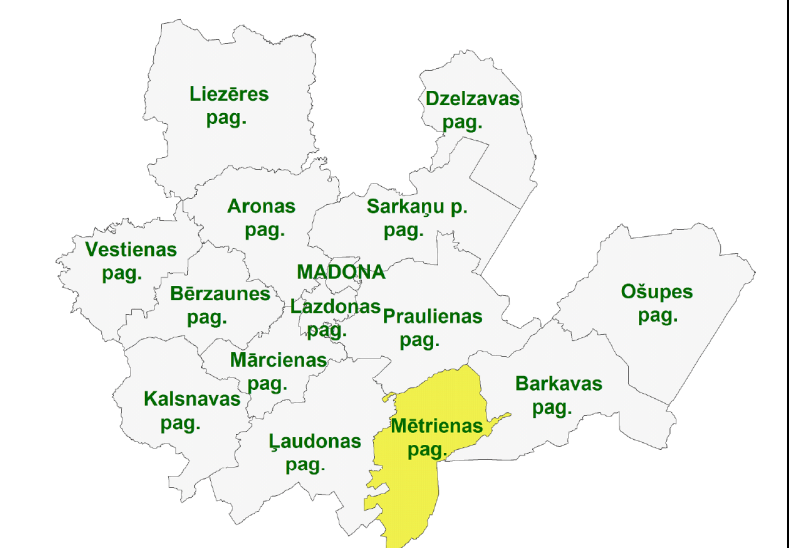 Liezēres
pag.
Dzelzavas
pag.
Aronas
pag.
Sarkaņu p.
pag.
Vestienas
pag.
MADONA
Bērzaunes
pag.
Lazdonas
pag.
Praulienas
pag.
Ošupes
pag.
Mārcienas
pag.
Kalsnavas
pag.
Barkavas
pag.
Ļaudonas
pag.
Mētrienas
pag.